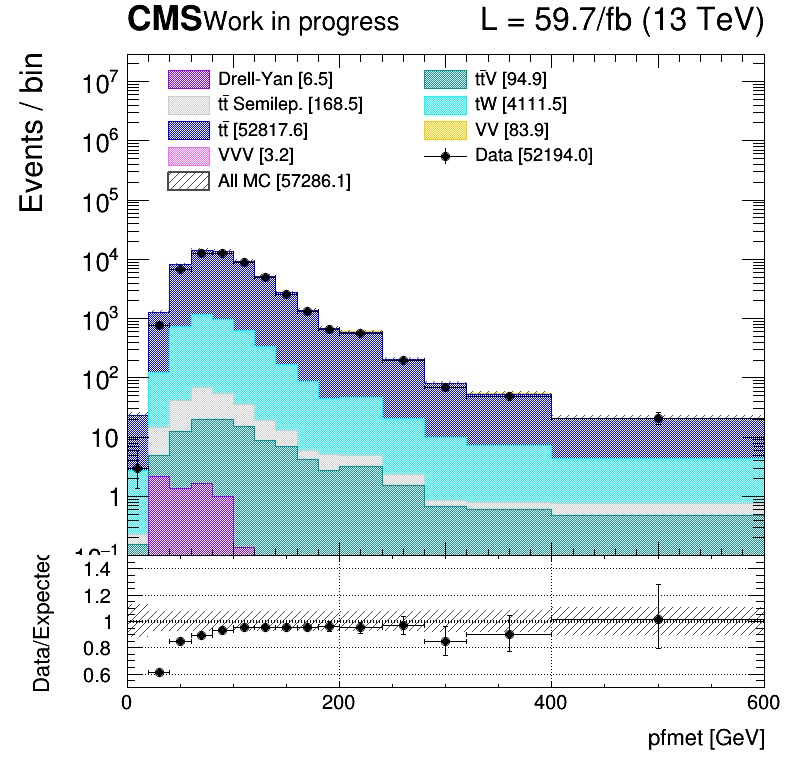 CMS Work in progress L = 59.7/fb (13 TeV)
Events / bin
Drell-Yan [6.5] tt̄V [94.9]
tt̄ Semilep. [168.5] tW [4111.5]
tt̄ [52817.6] VV [83.9]
VVV [3.2] Data [52194.0]
All MC [57286.1]
10⁷
10⁶
10⁵
10⁴
10³
10²
10
1
10⁻¹
Data/Expected
1.4
1.2
1
0.8
0.6
0 200 400 600
pfmet [GeV]